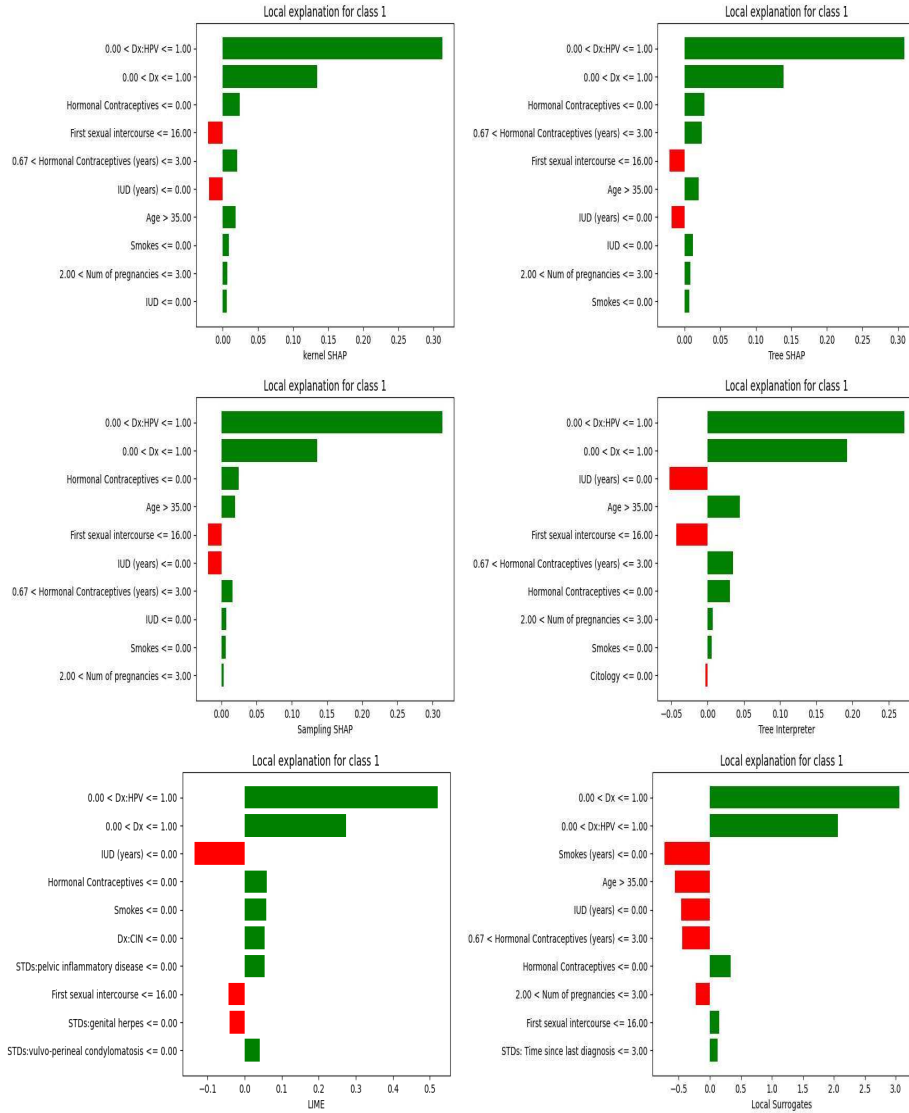 Local explanation for class 1
0.00 < Dx:HPV <= 1.00
0.00 < Dx <= 1.00
Hormonal Contraceptives <= 0.00
First sexual intercourse <= 16.00
0.67 < Hormonal Contraceptives (years) <= 3.00
IUD (years) <= 0.00
Age > 35.00
Smokes <= 0.00
2.00 < Num of pregnancies <= 3.00
IUD <= 0.00
0.00 0.05 0.10 0.15 0.20 0.25 0.30
kernel SHAP
Local explanation for class 1
0.00 < Dx:HPV <= 1.00
0.00 < Dx <= 1.00
Hormonal Contraceptives <= 0.00
0.67 < Hormonal Contraceptives (years) <= 3.00
First sexual intercourse <= 16.00
Age > 35.00
IUD (years) <= 0.00
IUD <= 0.00
2.00 < Num of pregnancies <= 3.00
Smokes <= 0.00
0.00 0.05 0.10 0.15 0.20 0.25 0.30
Tree SHAP
Local explanation for class 1
0.00 < Dx:HPV <= 1.00
0.00 < Dx <= 1.00
Hormonal Contraceptives <= 0.00
Age > 35.00
First sexual intercourse <= 16.00
IUD (years) <= 0.00
0.67 < Hormonal Contraceptives (years) <= 3.00
IUD <= 0.00
Smokes <= 0.00
2.00 < Num of pregnancies <= 3.00
0.00 0.05 0.10 0.15 0.20 0.25 0.30
Sampling SHAP
Local explanation for class 1
0.00 < Dx:HPV <= 1.00
0.00 < Dx <= 1.00
IUD (years) <= 0.00
Age > 35.00
First sexual intercourse <= 16.00
0.67 < Hormonal Contraceptives (years) <= 3.00
Hormonal Contraceptives <= 0.00
2.00 < Num of pregnancies <= 3.00
Smokes <= 0.00
Citology <= 0.00
−0.05 0.00 0.05 0.10 0.15 0.20 0.25
Tree Interpreter
Local explanation for class 1
0.00 < Dx:HPV <= 1.00
0.00 < Dx <= 1.00
IUD (years) <= 0.00
Hormonal Contraceptives <= 0.00
Smokes <= 0.00
Dx:CIN <= 0.00
STDs:pelvic inflammatory disease <= 0.00
First sexual intercourse <= 16.00
STDs:genital herpes <= 0.00
STDs:vulvo-perineal condylomatosis <= 0.00
−0.1 0.0 0.1 0.2 0.3 0.4 0.5
LIME
Local explanation for class 1
0.00 < Dx <= 1.00
0.00 < Dx:HPV <= 1.00
Smokes (years) <= 0.00
Age > 35.00
IUD (years) <= 0.00
0.67 < Hormonal Contraceptives (years) <= 3.00
Hormonal Contraceptives <= 0.00
2.00 < Num of pregnancies <= 3.00
First sexual intercourse <= 16.00
STDs: Time since last diagnosis <= 3.00
−0.5 0.0 0.5 1.0 1.5 2.0 2.5 3.0
Local Surrogates